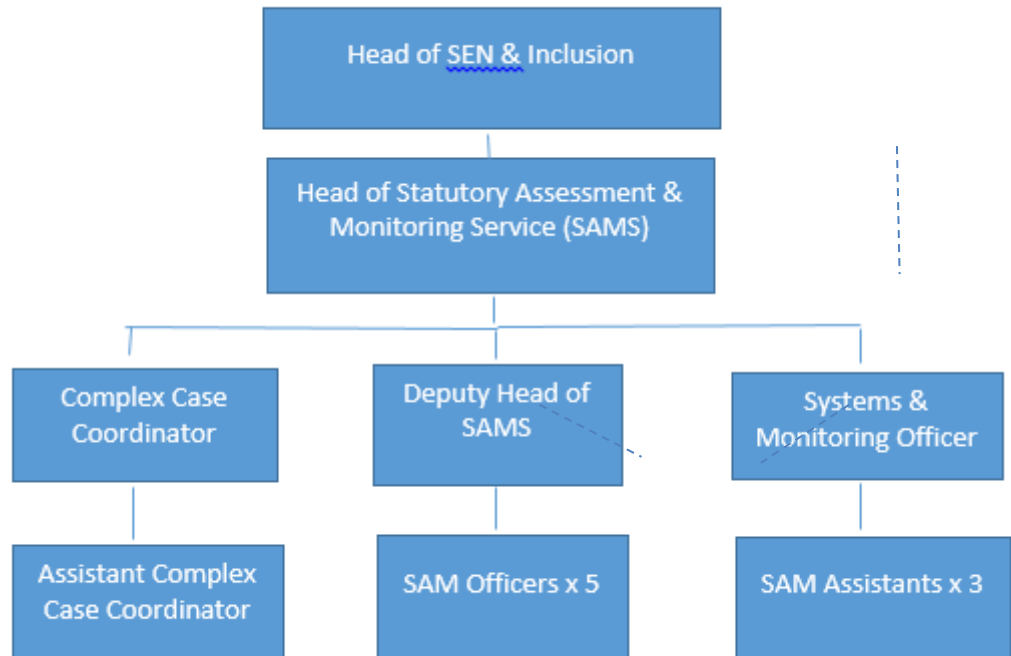 Head of SEN & Inclusion
Head of Statutory Assessment &
Monitoring Service (SAMS)
Complex Case
Coordinator
Deputy Head of
SAMS
Systems &
Monitoring Officer
Assistant Complex
Case Coordinator
SAM Officers x 5
SAM Assistants x 3